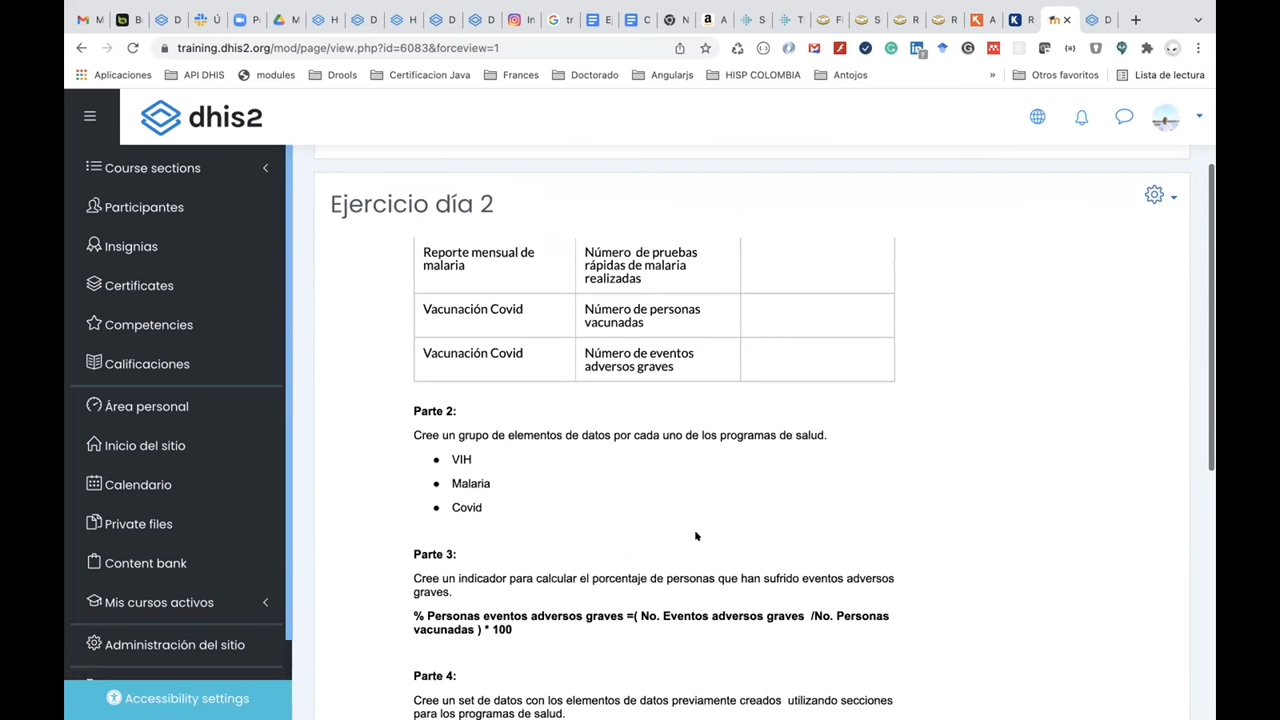 M
B
D
Ú
P
M
H
D
H
D
D
In
tr
E
C
N
A
S
T
F
S
R
R
A
R
Ej
D
training.dhis2.org/mod/page/view.php?id=6083&forceview=1
Aplicaciones API DHIS modules Drools Certificacion Java Frances Doctorado Angularjs HISP COLOMBIA Antojos » Otros favoritos Lista de lectura
dhis2
Course sections
Participantes
Insignias
Certificates
Competencies
Calificaciones
Área personal
Inicio del sitio
Calendario
Private files
Content bank
Mis cursos activos
Administración del sitio
Accessibility settings
Ejercicio día 2
Reporte mensual de
malaria
Número de pruebas
rápidas de malaria
realizadas
Vacunación Covid
Número de personas
vacunadas
Vacunación Covid
Número de eventos
adversos graves
Parte 2:
Cree un grupo de elementos de datos por cada uno de los programas de salud.
● VIH
● Malaria
● Covid
Parte 3:
Cree un indicador para calcular el porcentaje de personas que han sufrido eventos adversos
graves.
% Personas eventos adversos graves =( No. Eventos adversos graves /No. Personas
vacunadas ) * 100
Parte 4:
Cree un set de datos con los elementos de datos previamente creados utilizando secciones
para los programas de salud.